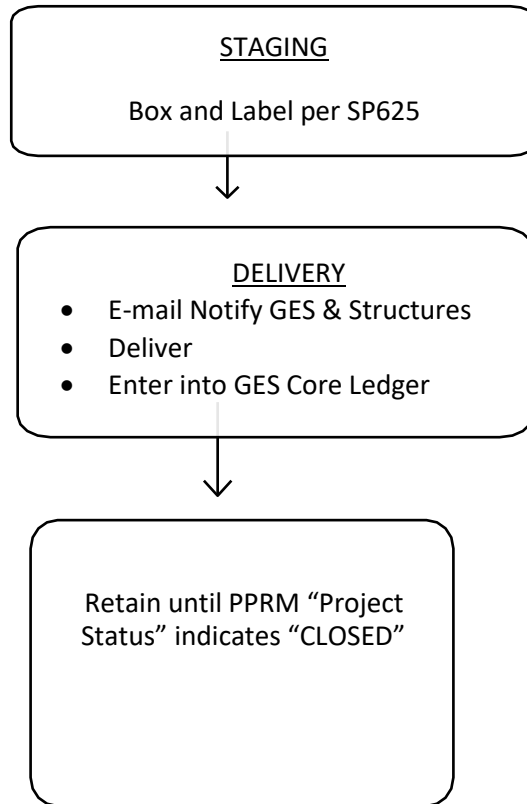 STAGING
Box and Label per SP625
DELIVERY
• E-mail Notify GES & Structures
• Deliver
• Enter into GES Core Ledger
Retain until PPRM “Project
Status” indicates “CLOSED”